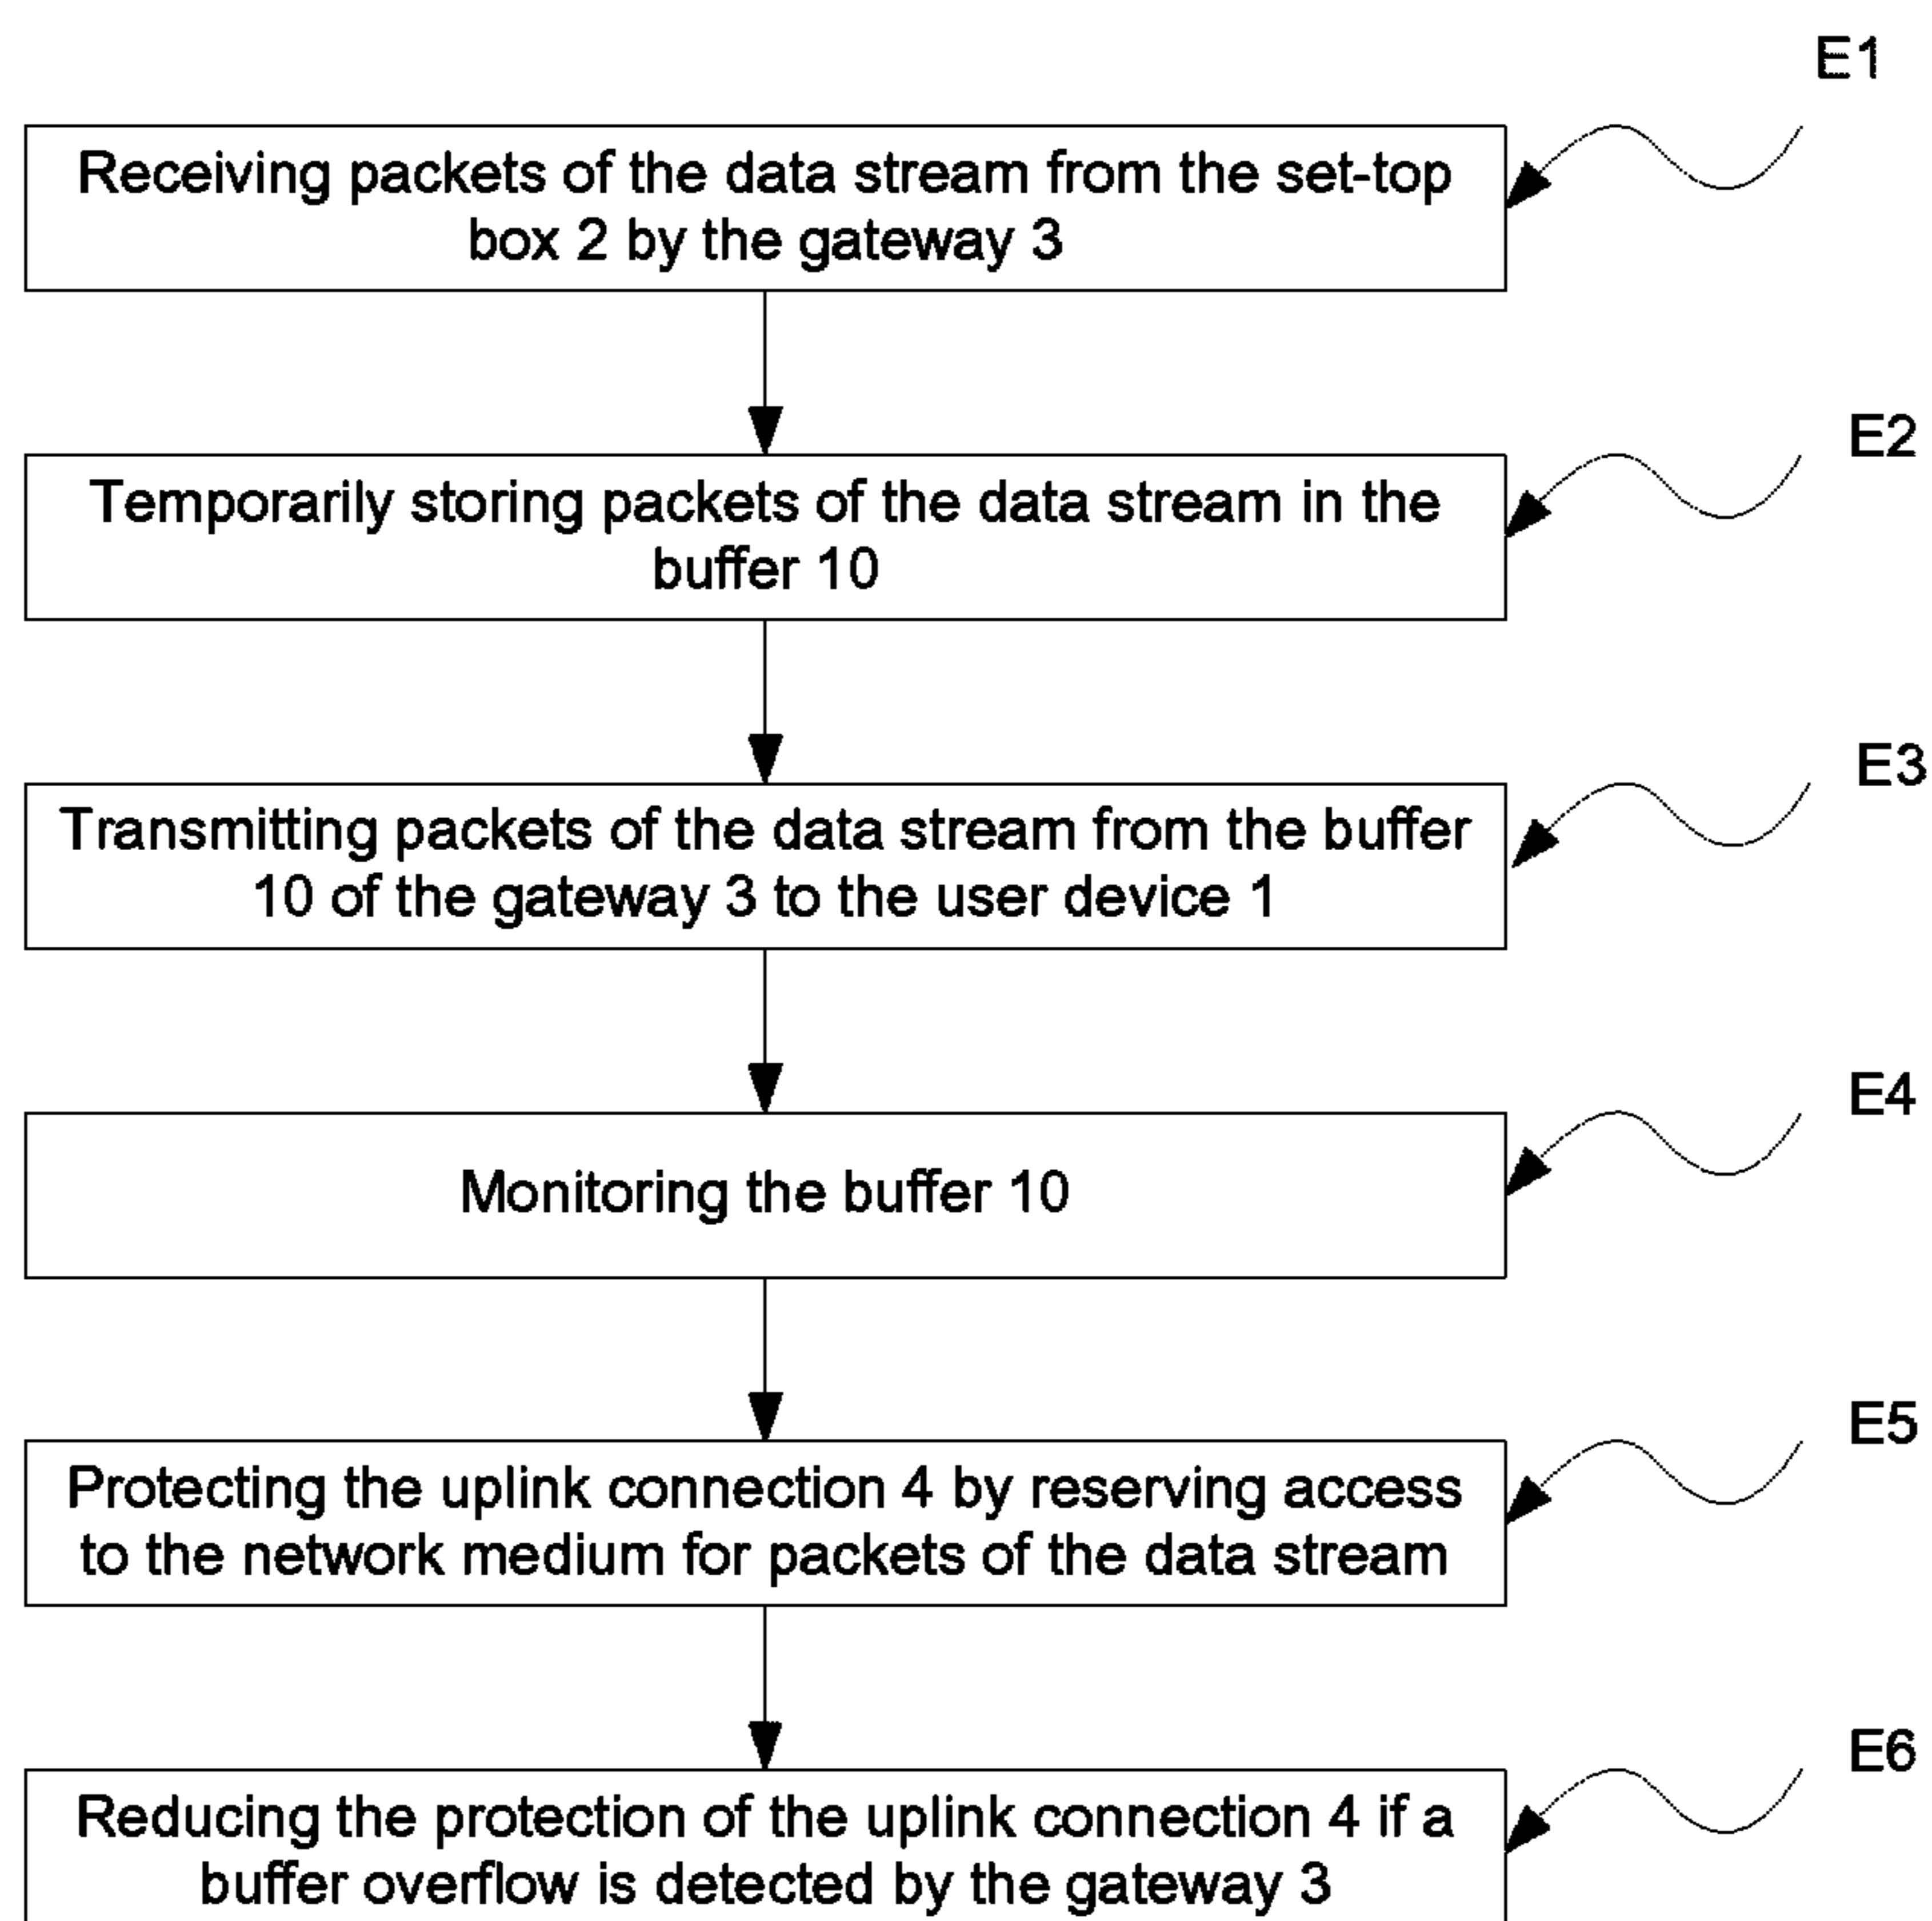 E1
Receiving packets of the data stream from the set-top
box 2 by the gateway 3
E2
Temporarily storing packets of the data stream in the
buffer 10
E3
Transmitting packets of the data stream from the buffer
10 of the gateway 3 to the user device 1
E4
Monitoring the buffer 10
E5
Protecting the uplink connection 4 by reserving access
to the network medium for packets of the data stream
E6
Reducing the protection of the uplink connection 4 if a
buffer overflow is detected by the gateway 3